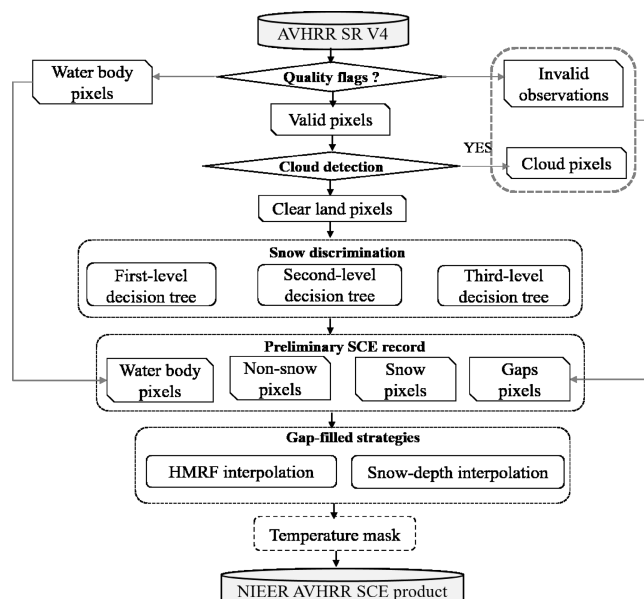 AVHRR SR V4
Water body
pixels
Quality flags ?
Invalid
observations
Valid pixels
YES
Cloud detection
Cloud pixels
Clear land pixels
Snow discrimination
First-level
decision tree
Second-level
decision tree
Third-level
decision tree
Preliminary SCE record
Water body
pixels
Non-snow
pixels
Snow
pixels
Gaps
pixels
Gap-filled strategies
HMRF interpolation
Snow-depth interpolation
Temperature mask
NIEER AVHRR SCE product